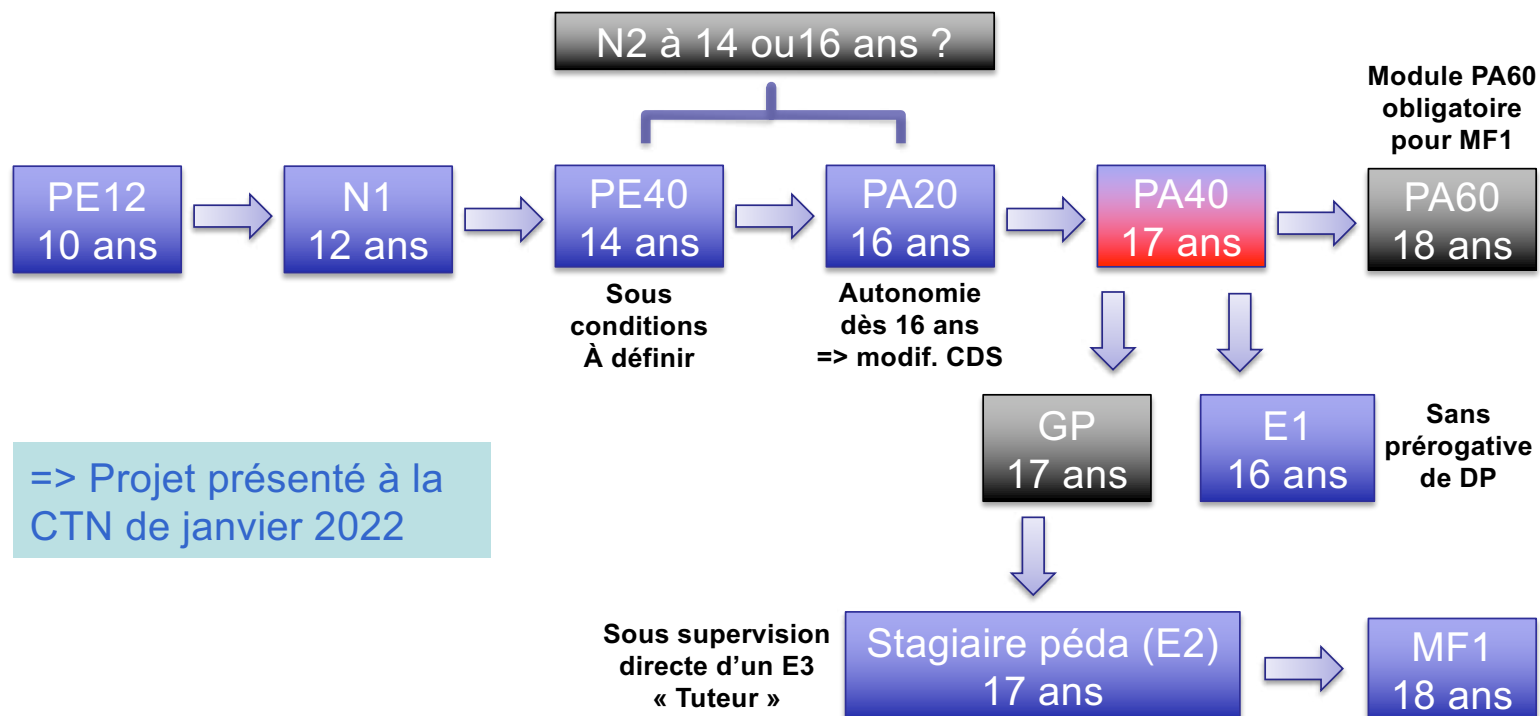 N2 à 14 ou16 ans ?
Module PA60
obligatoire
pour MF1
PE12
10 ans
N1
12 ans
PE40
14 ans
PA20
16 ans
PA40
17 ans
PA60
18 ans
Sous
conditions
À définir
Autonomie
dès 16 ans
=> modif. CDS
GP
17 ans
E1
16 ans
Sans
prérogative
de DP
=> Projet présenté à la
CTN de janvier 2022
Sous supervision
directe d’un E3
« Tuteur »
Stagiaire péda (E2)
17 ans
MF1
18 ans